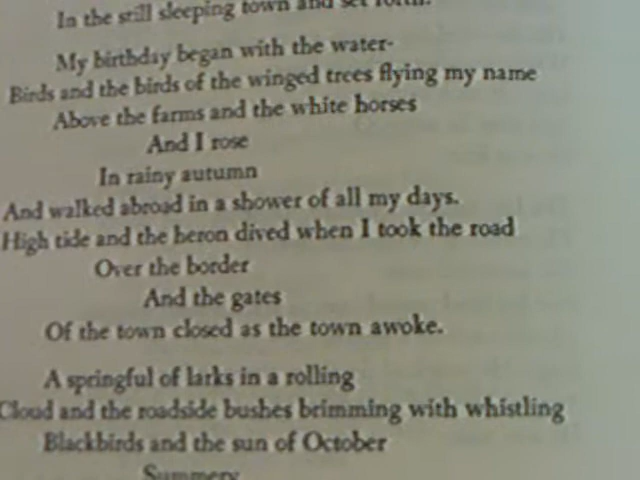 In the still sleeping town and set forth.
My birthday began with the water-
Birds and the birds of the winged trees flying my name
Above the farms and the white horses
And I rose
In rainy autumn
And walked abroad in a shower of all my days.
High tide and the heron dived when I took the road
Over the border
And the gates
Of the town closed as the town awoke.
A springful of larks in a rolling
Cloud and the roadside bushes brimming with whistling
Blackbirds and the sun of October
Summery